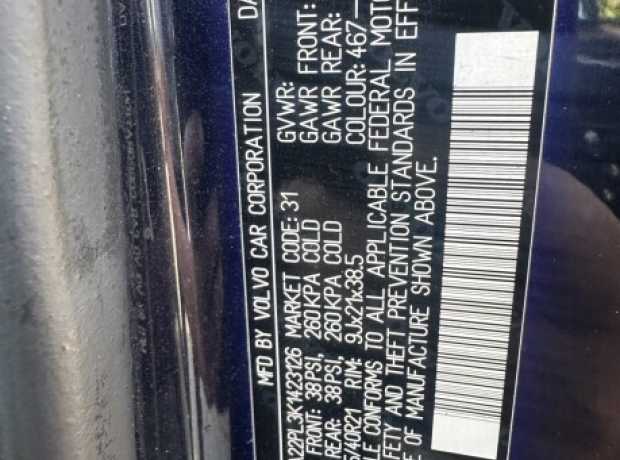 MFD BY VOLVO CAR CORPORATION DA
A22PL3K1423126 MARKET CODE: 31 GVWR:
FRONT: 38PSI, 260KPA COLD GAWR FRONT:
REAR: 38PSI, 260KPA COLD GAWR REAR:
5/40R21 RIM: 9Jx21x38.5 COLOUR: 467-
LE CONFORMS TO ALL APPLICABLE FEDERAL MOTO
FETY AND THEFT PREVENTION STANDARDS IN EFF
OF MANUFACTURE SHOWN ABOVE.